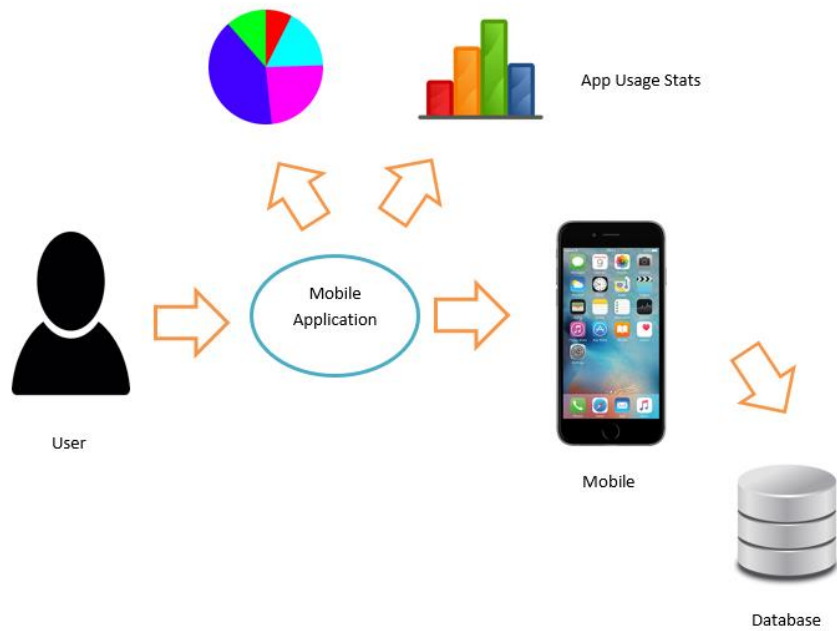 App Usage Stats
Mobile
Application
User
Mobile
Database